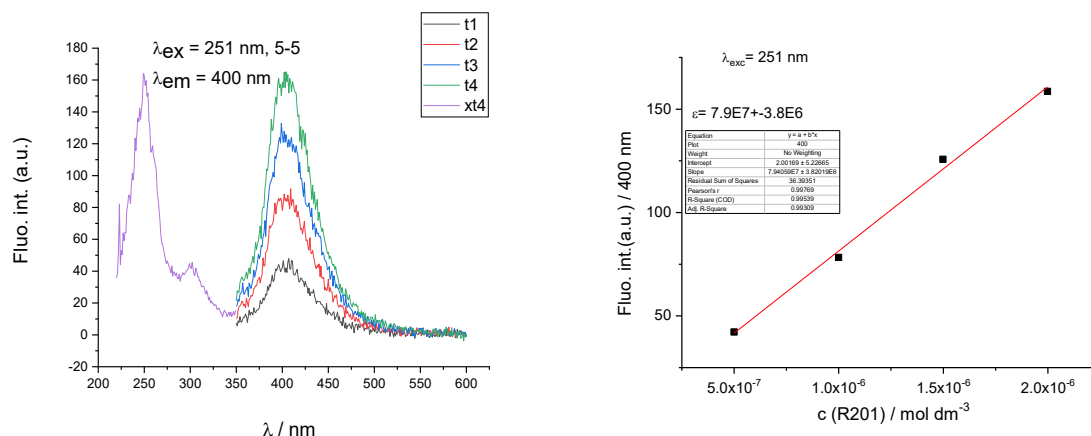 λex = 251 nm, 5-5
λem = 400 nm
t1
t2
t3
t4
xt4
180
160
140
120
100
80
60
40
20
0
-20
Fluo. int. (a.u.)
200 250 300 350 400 450 500 550 600
λ / nm
λexc= 251 nm
ε= 7.9E7+-3.8E6
Equation y = a + b*x
Plot 400
Weight No Weighting
Intercept 2.00169 ± 5.22665
Slope 7.94059E7 ± 3.82019E6
Residual Sum of Squares 36.39351
Pearson's r 0.99769
R-Square (COD) 0.99539
Adj. R-Square 0.99309
150
100
50
Fluo. int.(a.u.) / 400 nm
5.0x10⁻⁷ 1.0x10⁻⁶ 1.5x10⁻⁶ 2.0x10⁻⁶
c (R201) / mol dm⁻³